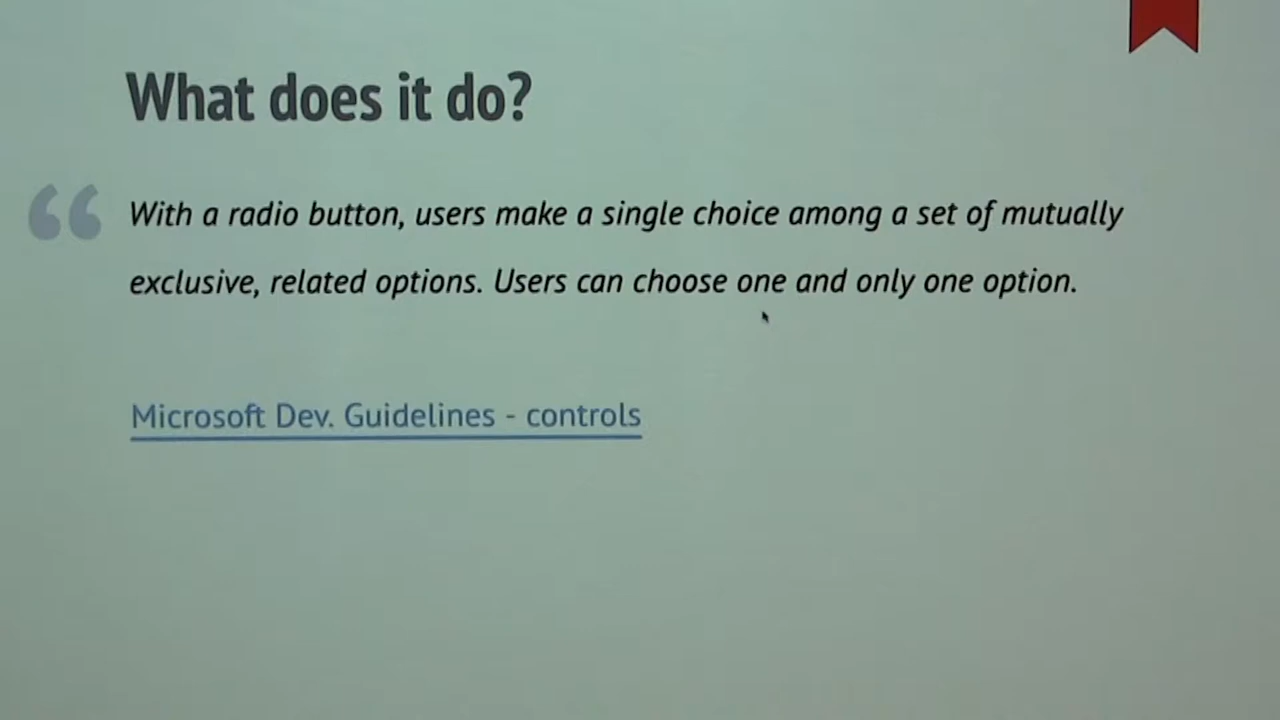 What does it do?
“
With a radio button, users make a single choice among a set of mutually
exclusive, related options. Users can choose one and only one option.
Microsoft Dev. Guidelines - controls